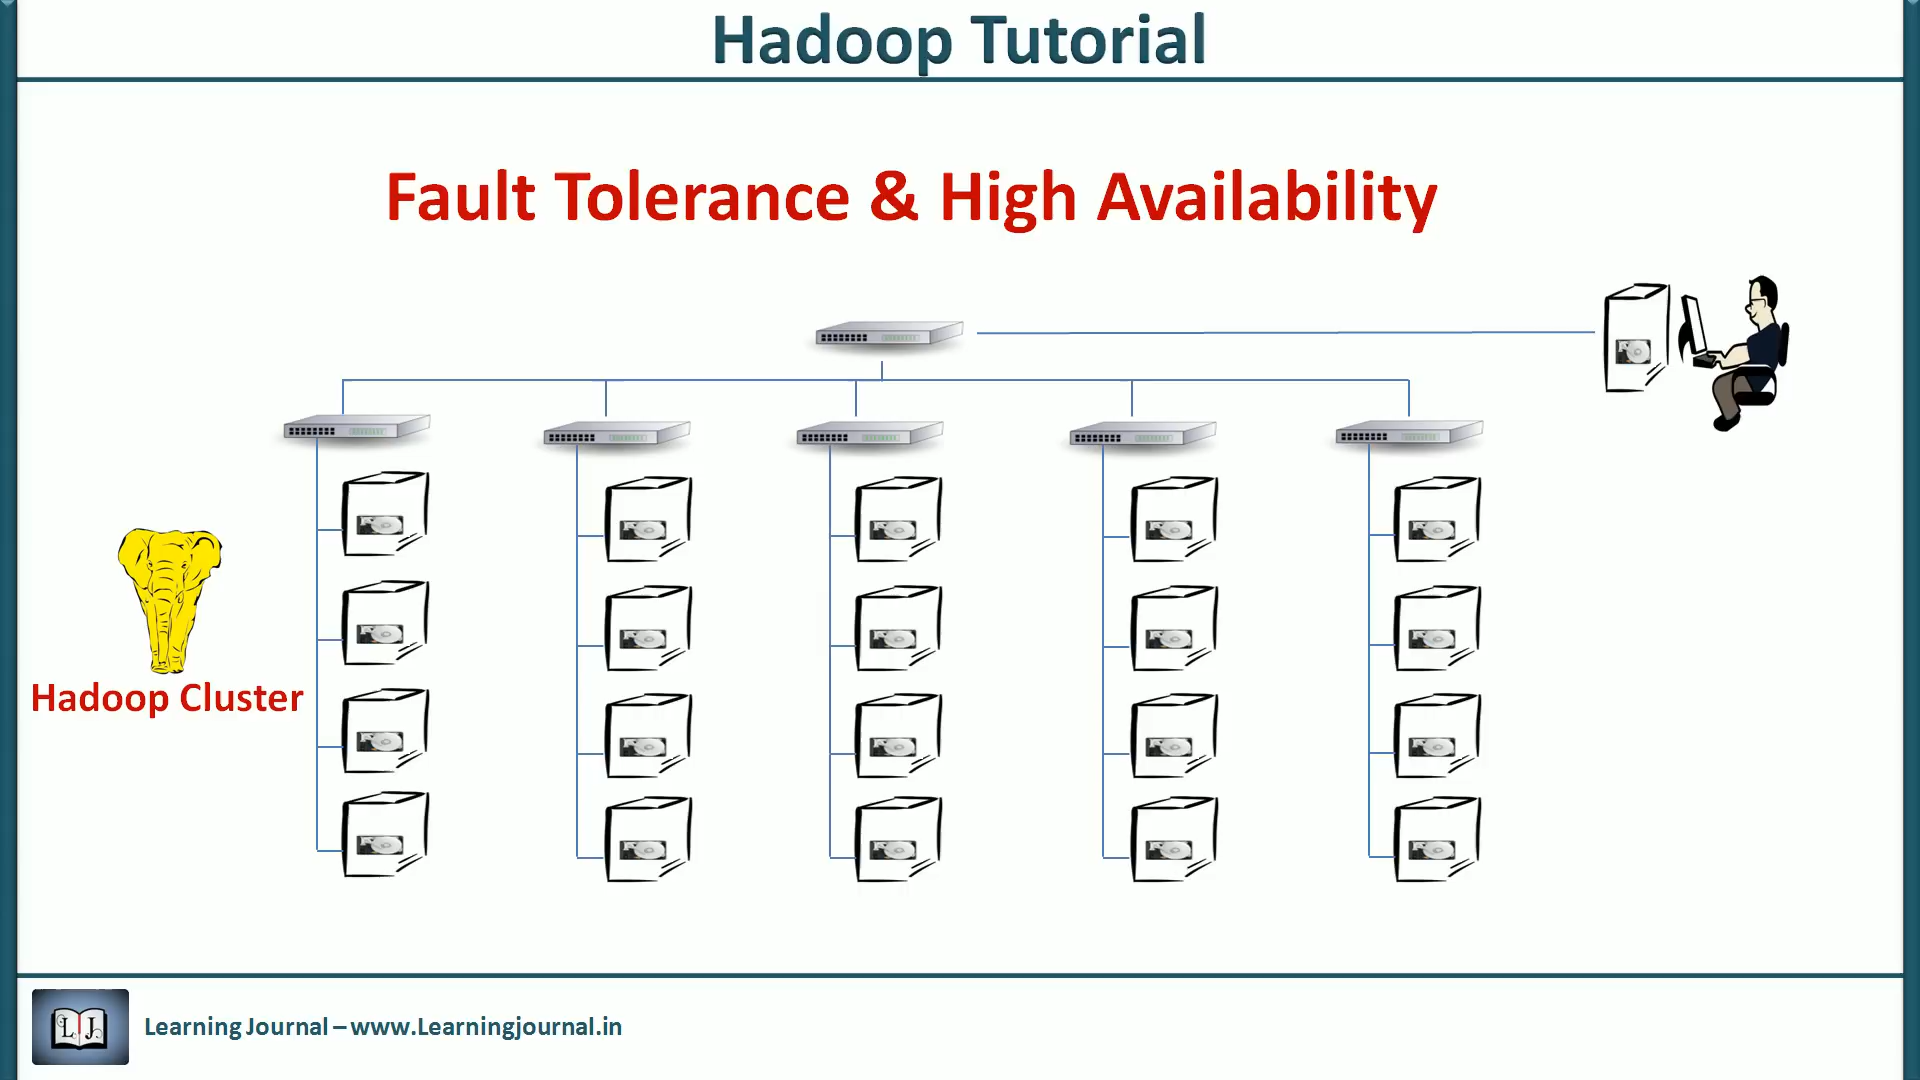 Hadoop Tutorial
Fault Tolerance & High Availability
Hadoop Cluster
L J
Learning Journal – www.Learningjournal.in